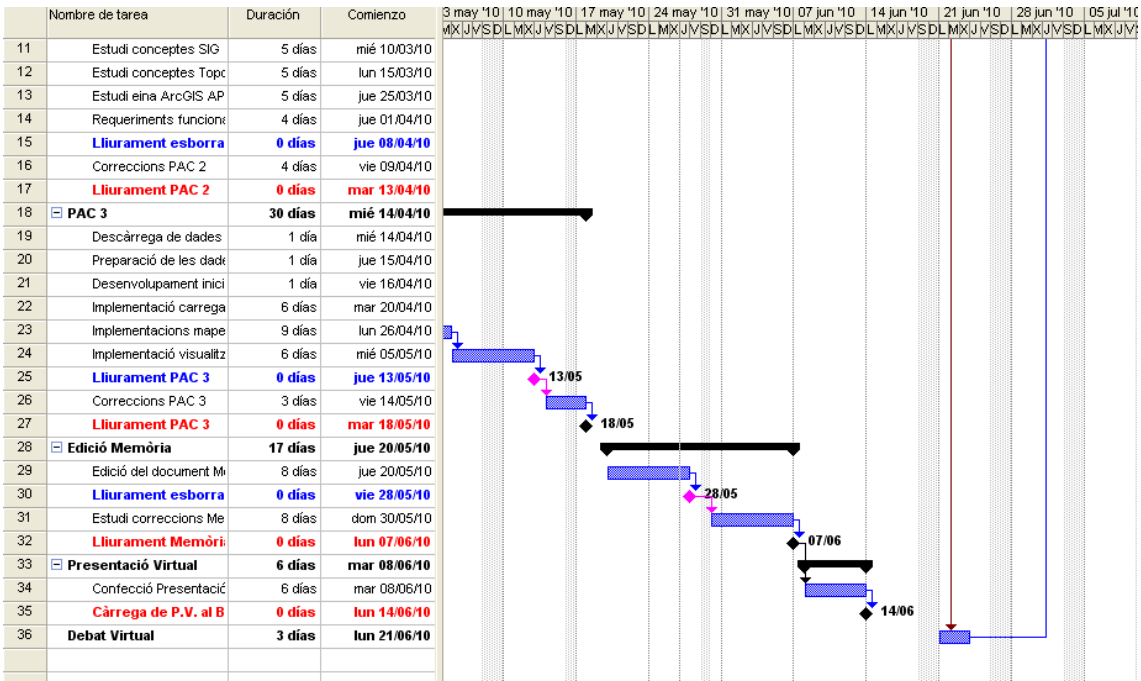 Nombre de tarea Duración Comienzo 3 may '10 10 may '10 17 may '10 24 may '10 31 may '10 07 jun '10 14 jun '10 21 jun '10 28 jun '10 05 jul '10
M X J V S D L M X J V S D L M X J V S D L M X J V S D L M X J V S D L M X J V S D L M X J V S D L M X J V S D L M X J V S D L M X J V
11 Estudi conceptes SIG 5 días mié 10/03/10
12 Estudi conceptes Topo 5 días lun 15/03/10
13 Estudi eina ArcGIS AP 5 días jue 25/03/10
14 Requeriments funciona 4 días jue 01/04/10
15 Lliurament esborra 0 días jue 08/04/10
16 Correccions PAC 2 4 días vie 09/04/10
17 Lliurament PAC 2 0 días mar 13/04/10
18 PAC 3 30 días mié 14/04/10
19 Descàrrega de dades 1 día mié 14/04/10
20 Preparació de les dade 1 día jue 15/04/10
21 Desenvolupament inici 1 día vie 16/04/10
22 Implementació carrega 6 días mar 20/04/10
23 Implementacions mape 9 días lun 26/04/10
24 Implementació visualitz 6 días mié 05/05/10
25 Lliurament PAC 3 0 días jue 13/05/10 13/05
26 Correccions PAC 3 3 días vie 14/05/10
27 Lliurament PAC 3 0 días mar 18/05/10 18/05
28 Edició Memòria 17 días jue 20/05/10
29 Edició del document Me 8 días jue 20/05/10
30 Lliurament esborra 0 días vie 28/05/10 28/05
31 Estudi correccions Me 8 días dom 30/05/10
32 Lliurament Memòri 0 días lun 07/06/10 07/06
33 Presentació Virtual 6 días mar 08/06/10
34 Confecció Presentació 6 días mar 08/06/10
35 Càrrega de P.V. al B 0 días lun 14/06/10 14/06
36 Debat Virtual 3 días lun 21/06/10